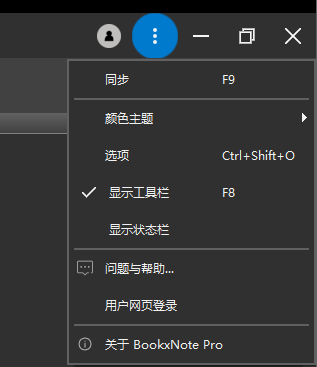 同步 F9
颜色主题
选项 Ctrl+Shift+O
显示工具栏 F8
显示状态栏
问题与帮助...
用户网页登录
关于 BookxNote Pro